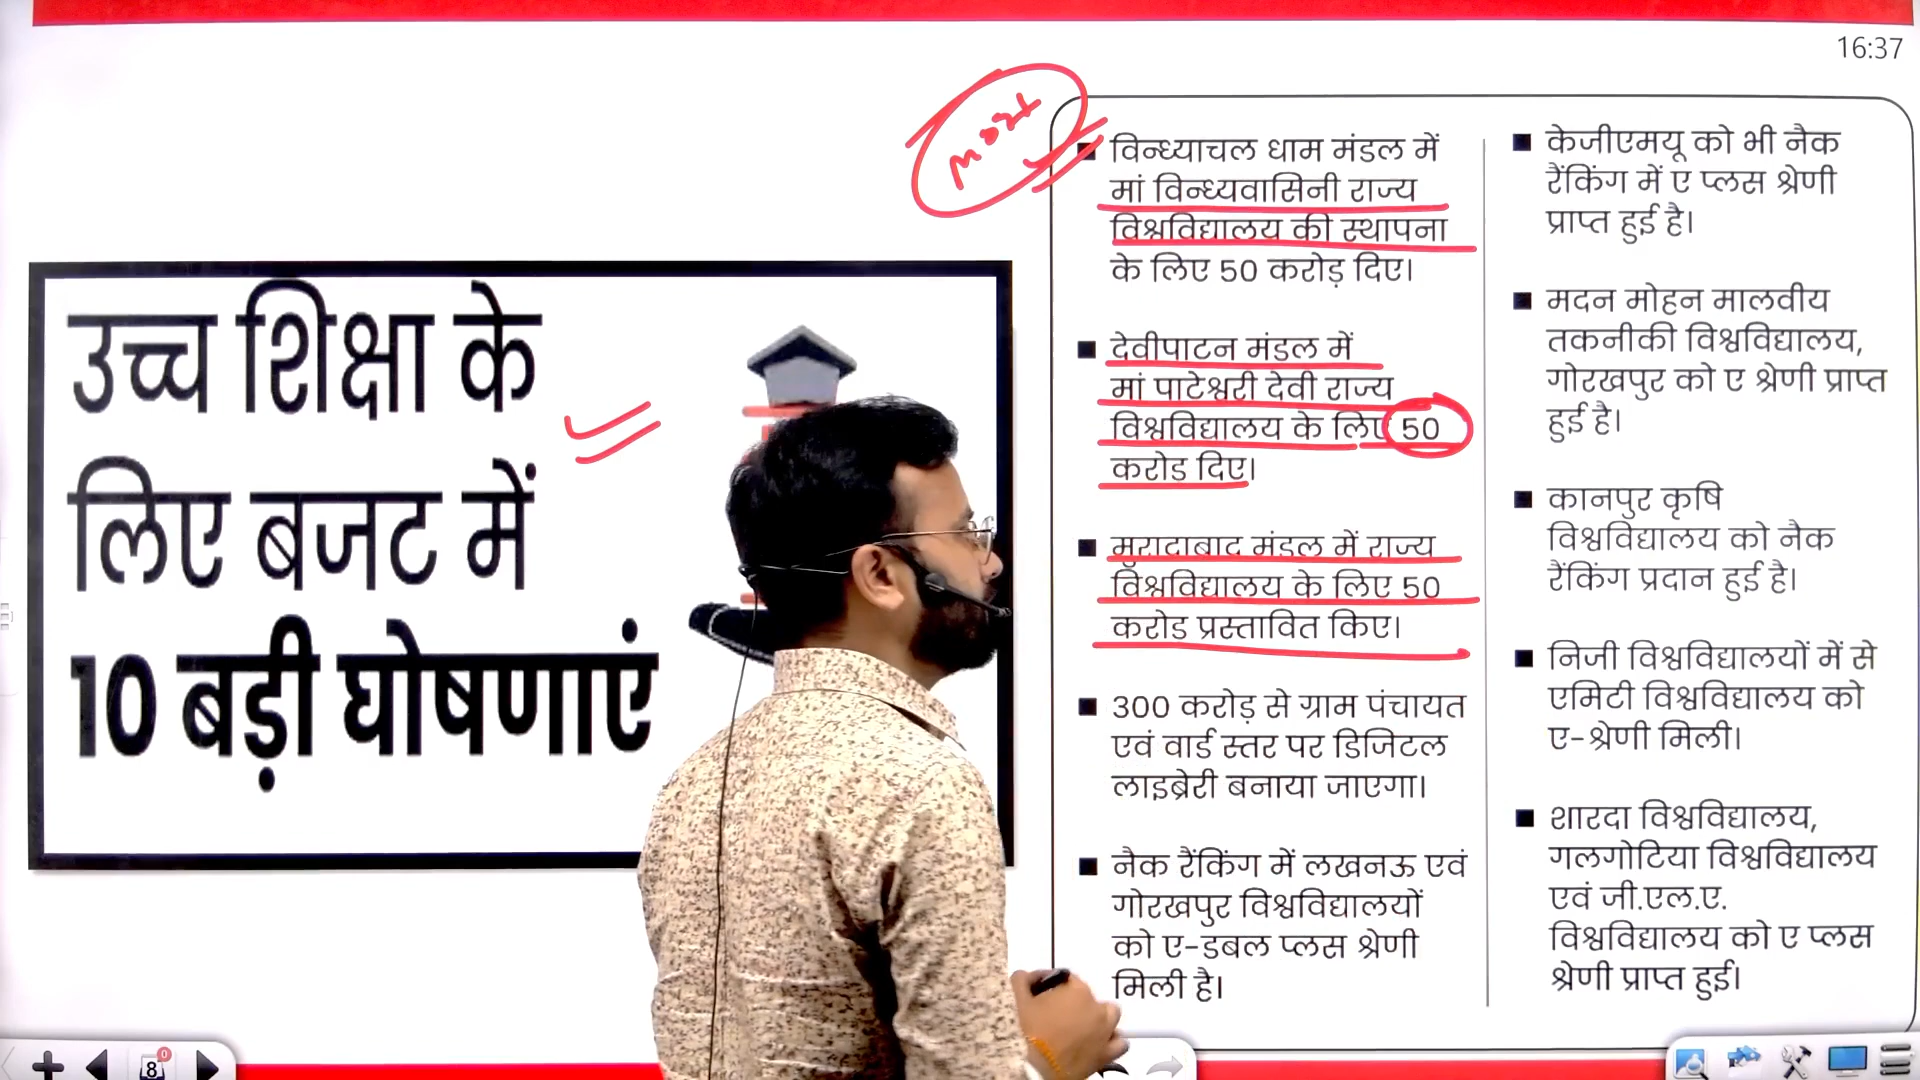 16:37
most
उच्च शिक्षा के
लिए बजट में
10 बड़ी घोषणाएं
विन्ध्याचल धाम मंडल में
मां विन्ध्यवासिनी राज्य
विश्वविद्यालय की स्थापना
के लिए 50 करोड़ दिए।
देवीपाटन मंडल में
मां पाटेश्वरी देवी राज्य
विश्वविद्यालय के लिए 50
करोड दिए।
मुरादाबाद मंडल में राज्य
विश्वविद्यालय के लिए 50
करोड प्रस्तावित किए।
300 करोड़ से ग्राम पंचायत
एवं वार्ड स्तर पर डिजिटल
लाइब्रेरी बनाया जाएगा।
नैक रैंकिंग में लखनऊ एवं
गोरखपुर विश्वविद्यालयों
को ए-डबल प्लस श्रेणी
मिली है।
केजीएमयू को भी नैक
रैंकिंग में ए प्लस श्रेणी
प्राप्त हुई है।
मदन मोहन मालवीय
तकनीकी विश्वविद्यालय,
गोरखपुर को ए श्रेणी प्राप्त
हुई है।
कानपुर कृषि
विश्वविद्यालय को नैक
रैंकिंग प्रदान हुई है।
निजी विश्वविद्यालयों में से
एमिटी विश्वविद्यालय को
ए-श्रेणी मिली।
शारदा विश्वविद्यालय,
गलगोटिया विश्वविद्यालय
एवं जी.एल.ए.
विश्वविद्यालय को ए प्लस
श्रेणी प्राप्त हुई।
8
0